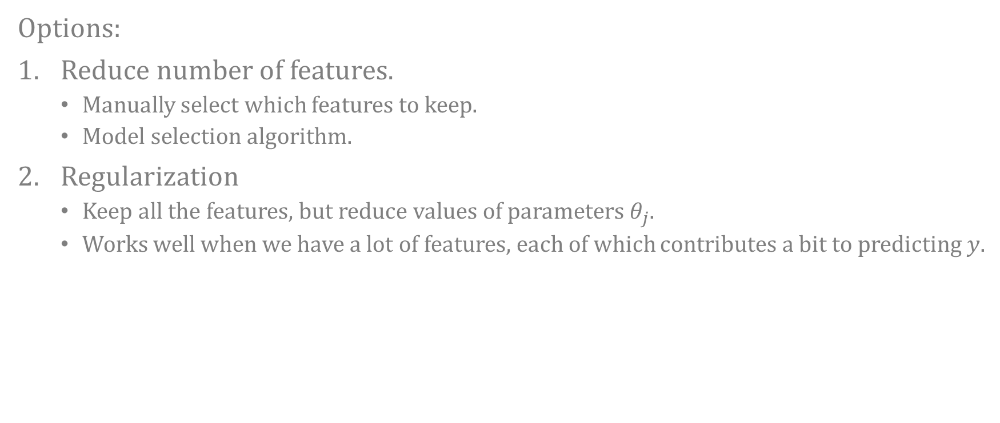 Options:
1. Reduce number of features.
• Manually select which features to keep.
• Model selection algorithm.
2. Regularization
• Keep all the features, but reduce values of parameters θⱼ.
• Works well when we have a lot of features, each of which contributes a bit to predicting y.